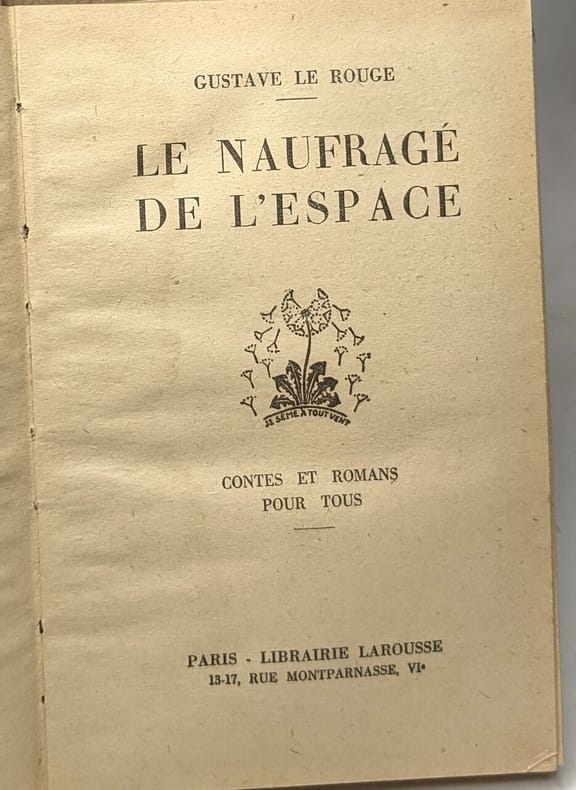 GUSTAVE LE ROUGE
LE NAUFRAGÉ
DE L'ESPACE
JE SÈME À TOUT VENT
CONTES ET ROMANS
POUR TOUS
PARIS - LIBRAIRIE LAROUSSE
13-17, RUE MONTPARNASSE, VIe